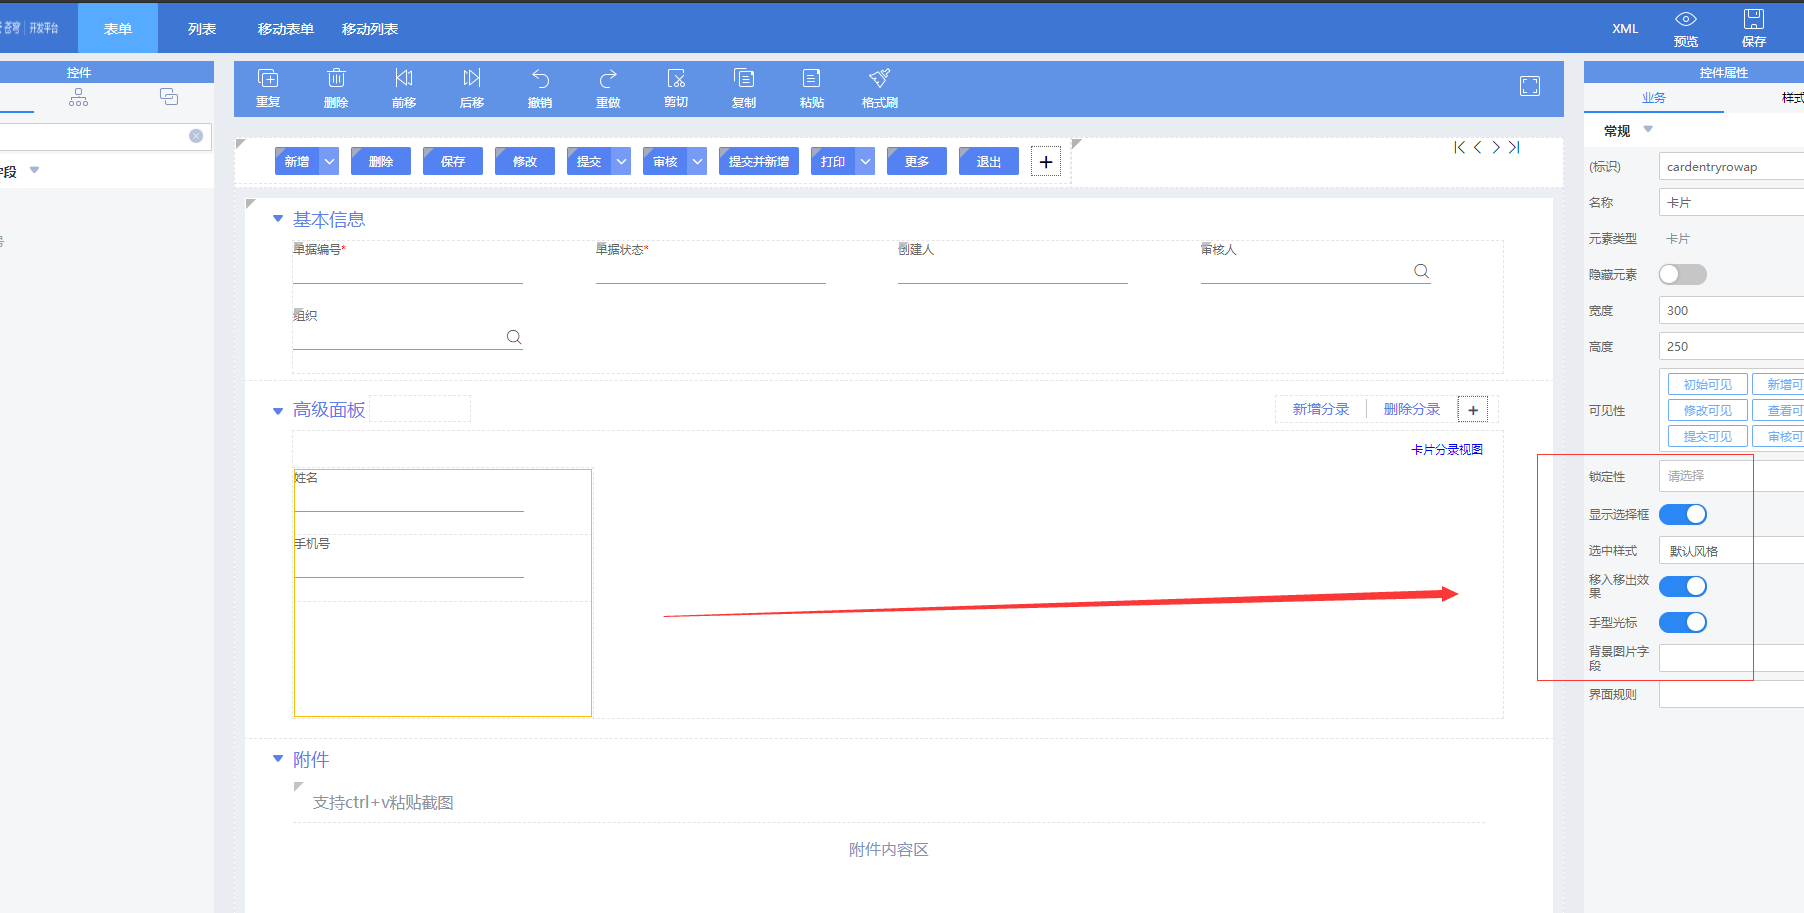 苍穹 | 开发平台
表单
列表
移动表单
移动列表
XML
预览
保存
控件
重复
删除
前移
后移
撤销
重做
剪切
复制
粘贴
格式刷
控件属性
业务
样式
字段
新增
删除
保存
修改
提交
审核
提交并新增
打印
更多
退出
常规
(标识)
cardentryrowap
名称
卡片
元素类型
卡片
隐藏元素
宽度
300
高度
250
可见性
初始可见
新增可
修改可见
查看可
提交可见
审核可
锁定性
请选择
显示选择框
选中样式
默认风格
移入移出效
果
手型光标
背景图片字
段
界面规则
基本信息
单据编号*
单据状态*
创建人
审核人
组织
高级面板
新增分录
删除分录
卡片分录视图
姓名
手机号
附件
支持ctrl+v粘贴截图
附件内容区